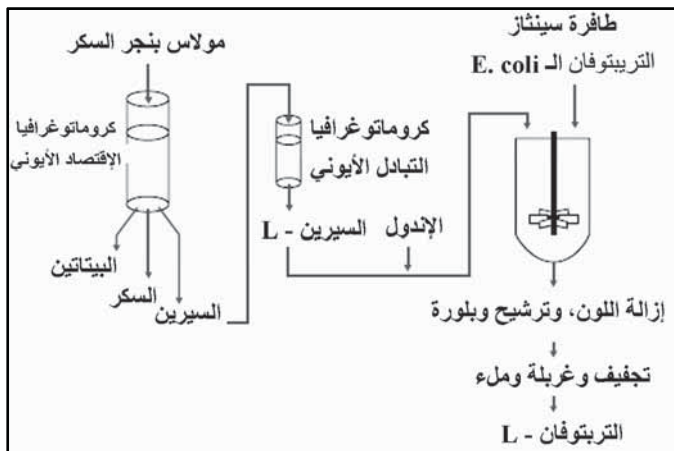 مولاس بنجر السكر
كروماتوغرافيا
الإقتصاد الأيوني
البيتاتين
السكر
السيرين
كروماتوغرافيا
التبادل الأيوني
L - السيرين
الإندول
طافرة سينثاز
التريبتوفان الـ E. coli
إزالة اللون، وترشيح وبلورة
تجفيف وغربلة وملء
L - التربتوفان